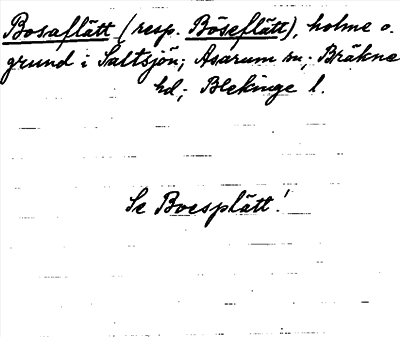 Bosaflätt (resp. Böseflätt), holme o.
grund i Saltsjön; Asarum sn; Bräkne
hd; Blekinge l.
Se Boesplätt!